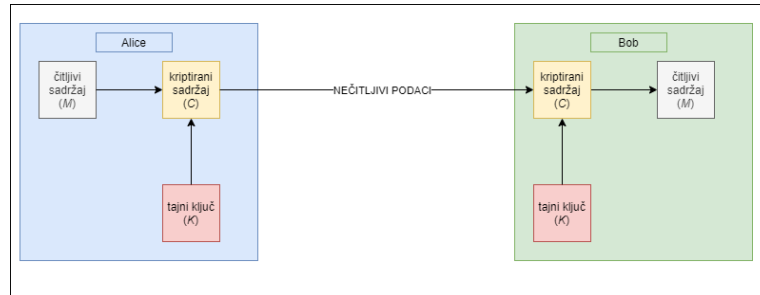 Alice
čitljivi
sadržaj
(M)
kriptirani
sadržaj
(C)
tajni ključ
(K)
NEČITLJIVI PODACI
Bob
kriptirani
sadržaj
(C)
čitljivi
sadržaj
(M)
tajni ključ
(K)